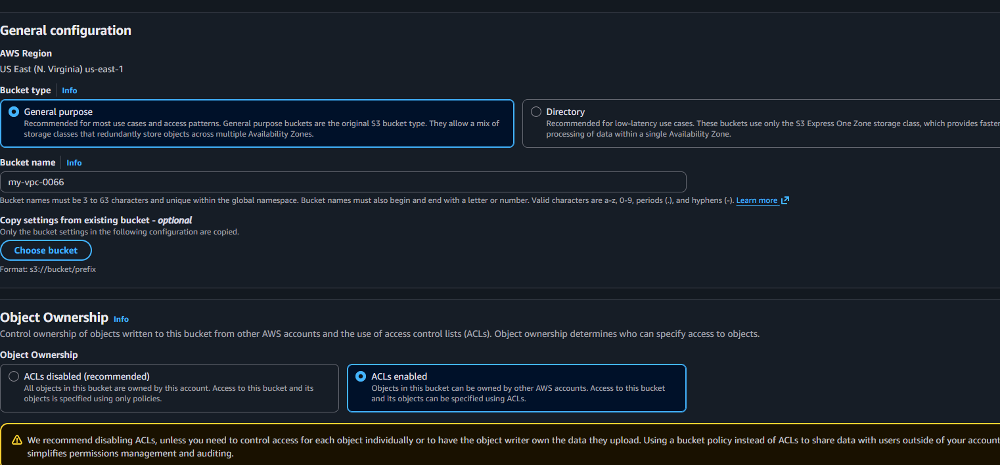 General configuration
AWS Region
US East (N. Virginia) us-east-1
Bucket type Info
General purpose
Recommended for most use cases and access patterns. General purpose buckets are the original S3 bucket type. They allow a mix of
storage classes that redundantly store objects across multiple Availability Zones.
Directory
Recommended for low-latency use cases. These buckets use only the S3 Express One Zone storage class, which provides faster
processing of data within a single Availability Zone.
Bucket name Info
my-vpc-0066
Bucket names must be 3 to 63 characters and unique within the global namespace. Bucket names must also begin and end with a letter or number. Valid characters are a-z, 0-9, periods (.), and hyphens (-). Learn more
Copy settings from existing bucket - optional
Only the bucket settings in the following configuration are copied.
Choose bucket
Format: s3://bucket/prefix
Object Ownership Info
Control ownership of objects written to this bucket from other AWS accounts and the use of access control lists (ACLs). Object ownership determines who can specify access to objects.
Object Ownership
ACLs disabled (recommended)
All objects in this bucket are owned by this account. Access to this bucket and its
objects is specified using only policies.
ACLs enabled
Objects in this bucket can be owned by other AWS accounts. Access to this bucket
and its objects can be specified using ACLs.
We recommend disabling ACLs, unless you need to control access for each object individually or to have the object writer own the data they upload. Using a bucket policy instead of ACLs to share data with users outside of your account
simplifies permissions management and auditing.